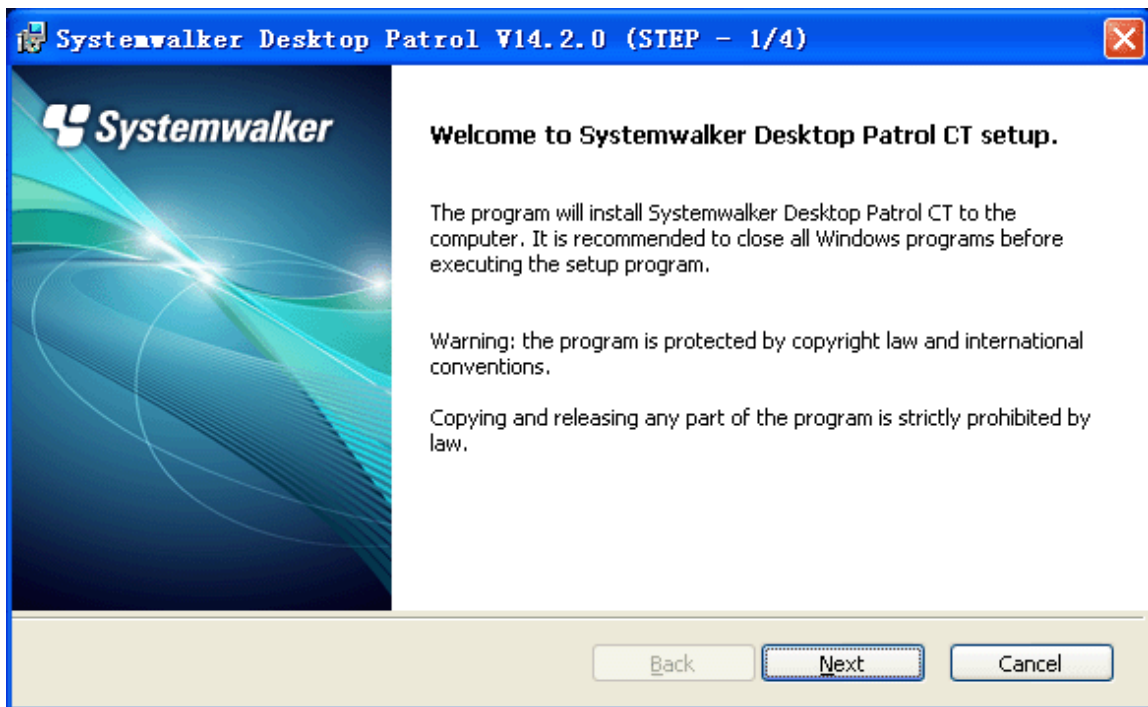 Systemwalker Desktop Patrol V14.2.0 (STEP - 1/4)
Systemwalker
Welcome to Systemwalker Desktop Patrol CT setup.
The program will install Systemwalker Desktop Patrol CT to the
computer. It is recommended to close all Windows programs before
executing the setup program.
Warning: the program is protected by copyright law and international
conventions.
Copying and releasing any part of the program is strictly prohibited by
law.
Back
Next
Cancel